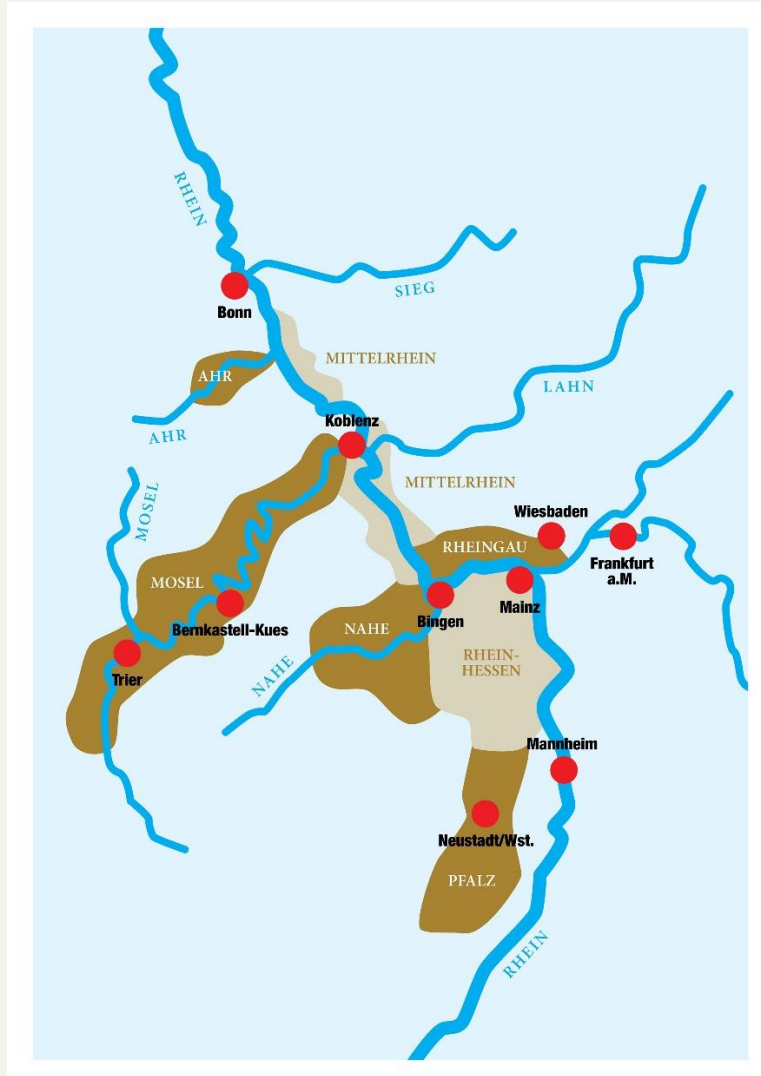 RHEIN
SIEG
Bonn
MITTELRHEIN
AHR
LAHN
AHR
Koblenz
MITTELRHEIN
MOSEL
Wiesbaden
RHEINGAU
Frankfurt
a.M.
MOSEL
Mainz
Bingen
Bernkastell-Kues
NAHE
RHEIN-
HESSEN
NAHE
Trier
Mannheim
Neustadt/Wst.
PFALZ
RHEIN